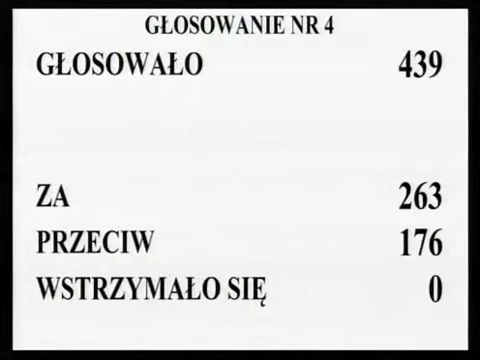 GŁOSOWANIE NR 4
GŁOSOWAŁO 439
ZA 263
PRZECIW 176
WSTRZYMAŁO SIĘ 0